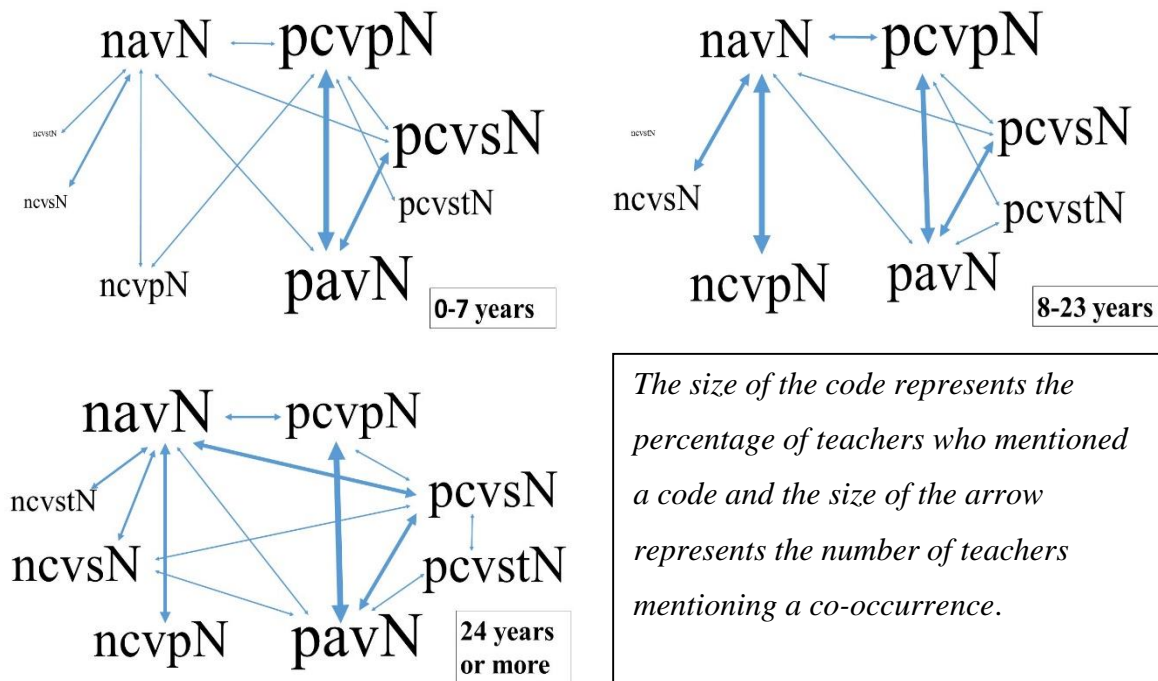 navN pcvpN
ncvstN
pcvsN
ncvsN
pcvstN
ncvpN
pavN
0-7 years
navN pcvpN
ncvstN
pcvsN
ncvsN
pcvstN
ncvpN
pavN
8-23 years
navN pcvpN
ncvstN
pcvsN
ncvsN
pcvstN
ncvpN
pavN
24 years
or more
The size of the code represents the
percentage of teachers who mentioned
a code and the size of the arrow
represents the number of teachers
mentioning a co-occurrence.